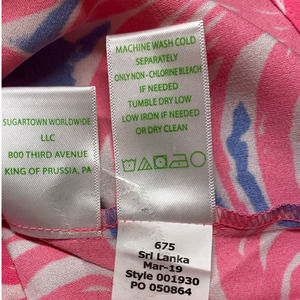 MACHINE WASH COLD
SEPARATELY
ONLY NON-CHLORINE BLEACH
IF NEEDED
TUMBLE DRY LOW
LOW IRON IF NEEDED
OR DRY CLEAN
SUGARTOWN WORLDWIDE
LLC
800 THIRD AVENUE
KING OF PRUSSIA, PA
675
Sri Lanka
Mar-19
Style 001930
PO 050864